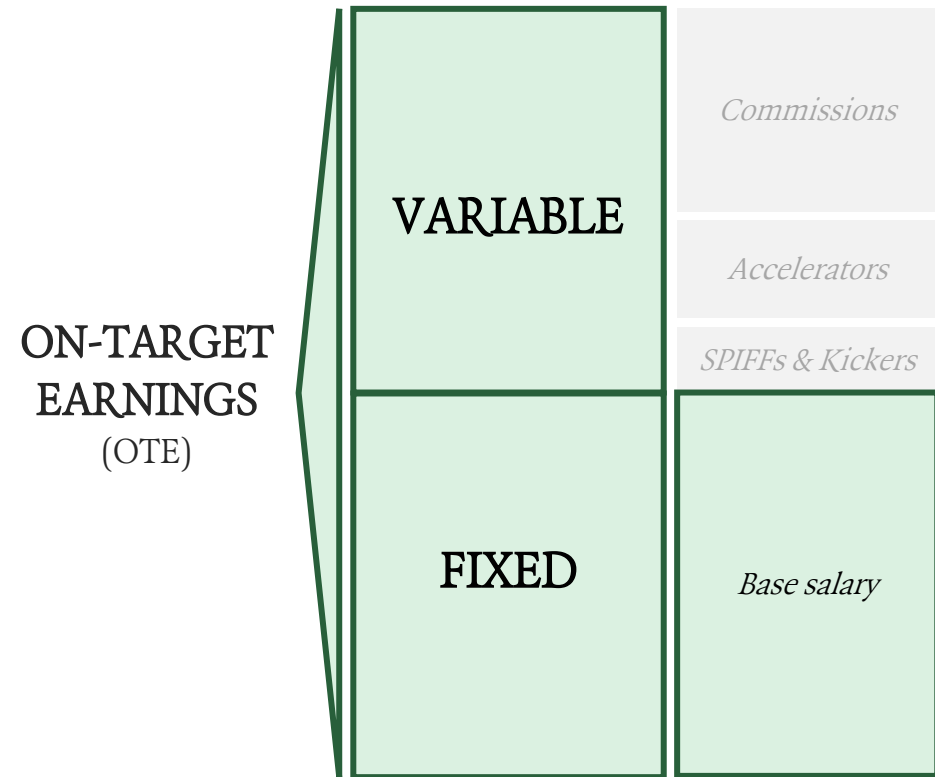 ON-TARGET
EARNINGS
(OTE)
VARIABLE
FIXED
Commissions
Accelerators
SPIFFs & Kickers
Base salary